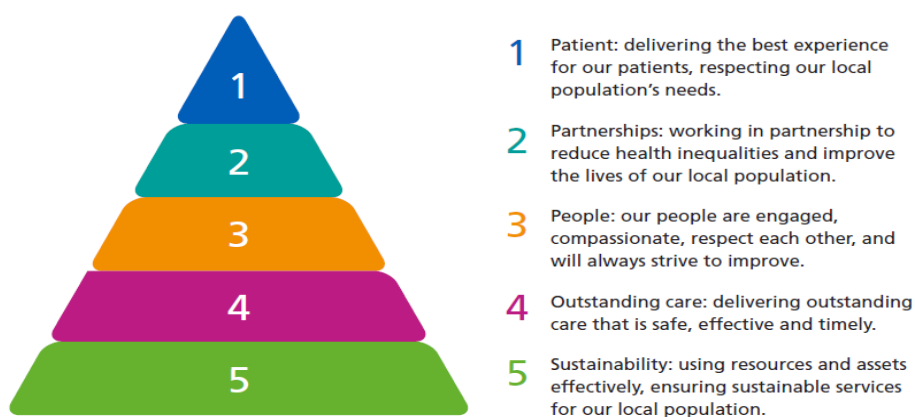 1
2
3
4
5
1 Patient: delivering the best experience
for our patients, respecting our local
population's needs.
2 Partnerships: working in partnership to
reduce health inequalities and improve
the lives of our local population.
3 People: our people are engaged,
compassionate, respect each other, and
will always strive to improve.
4 Outstanding care: delivering outstanding
care that is safe, effective and timely.
5 Sustainability: using resources and assets
effectively, ensuring sustainable services
for our local population.